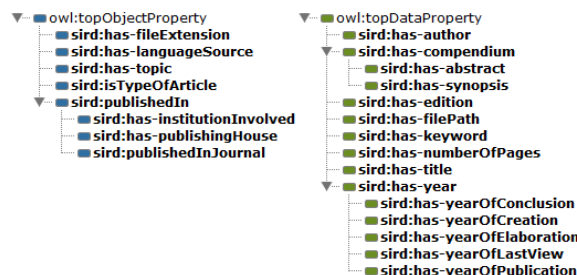 owl:topObjectProperty
sird:has-fileExtension
sird:has-languageSource
sird:has-topic
sird:isTypeOfArticle
sird:publishedIn
sird:has-institutionInvolved
sird:has-publishingHouse
sird:publishedInJournal
owl:topDataProperty
sird:has-author
sird:has-compendium
sird:has-abstract
sird:has-synopsis
sird:has-edition
sird:has-filePath
sird:has-keyword
sird:has-numberOfPages
sird:has-title
sird:has-year
sird:has-yearOfConclusion
sird:has-yearOfCreation
sird:has-yearOfElaboration
sird:has-yearOfLastView
sird:has-yearOfPublication